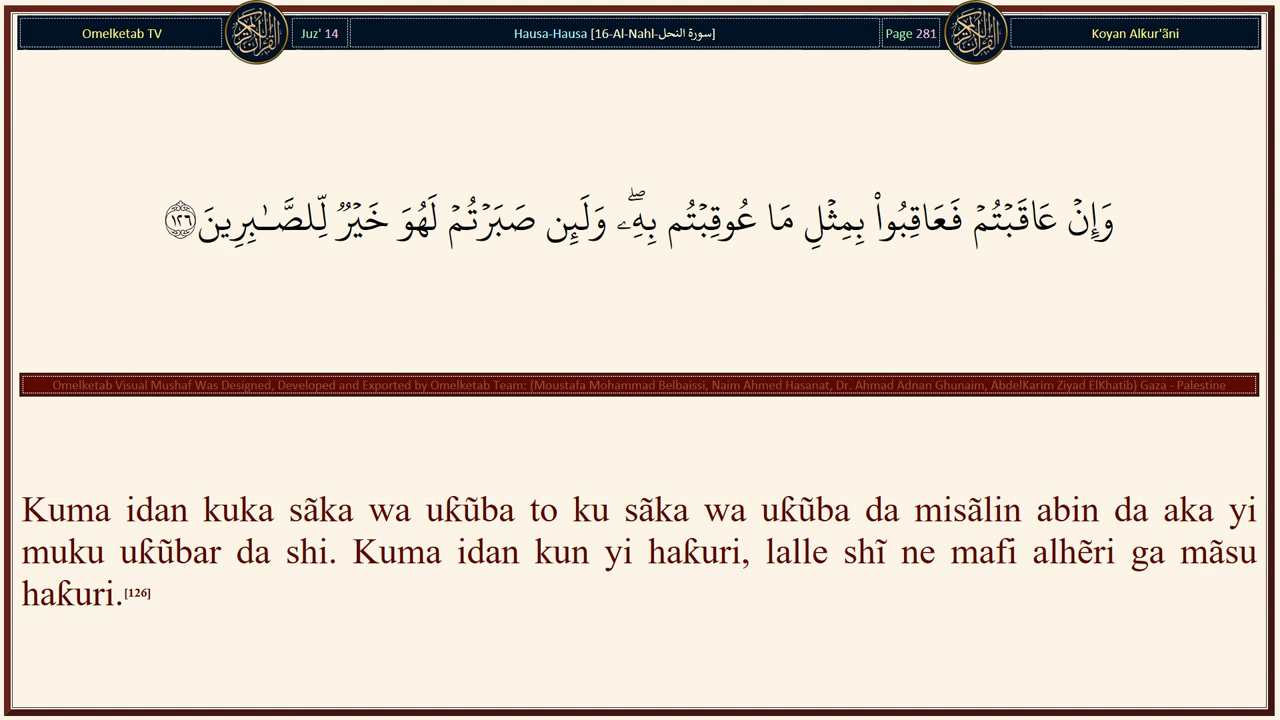 Omelketab TV
Juz' 14
Hausa-Hausa [16-Al-Nahl-سورة النحل]
Page 281
Koyan Alƙur'ãni
وَإِنۡ عَاقَبۡتُمۡ فَعَاقِبُواْ بِمِثۡلِ مَا عُوقِبۡتُم بِهِۦۖ وَلَئِن صَبَرۡتُمۡ لَهُوَ خَيۡرٞ لِّلصَّـٰبِرِينَ ١٢٦
Omelketab Visual Mushaf Was Designed, Developed and Exported by Omelketab Team: (Moustafa Mohammad Belbaissi, Naim Ahmed Hasanat, Dr. Ahmad Adnan Ghunaim, AbdelKarim Ziyad ElKhatib) Gaza - Palestine
Kuma idan kuka sãka wa uƙũba to ku sãka wa uƙũba da misãlin abin da aka yi
muku uƙũbar da shi. Kuma idan kun yi haƙuri, lalle shĩ ne mafi alhẽri ga mãsu
haƙuri.[126]